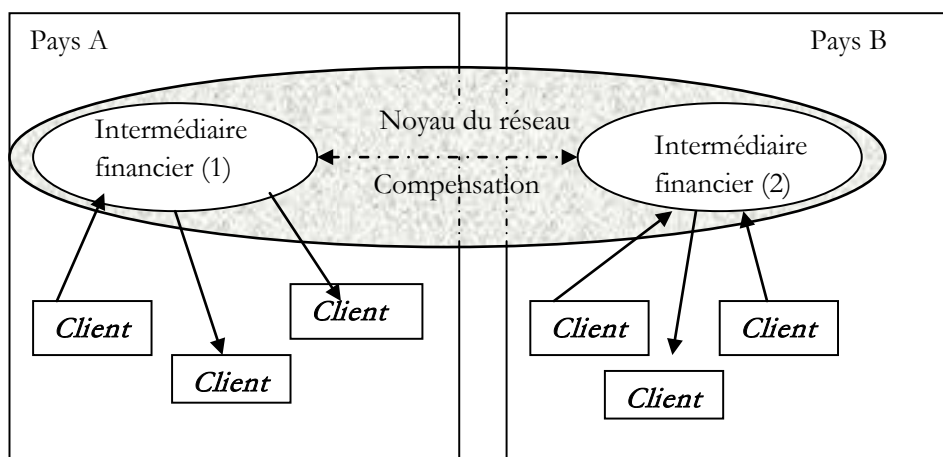 Pays A
Pays B
Noyau du réseau
Intermédiaire
financier (1)
Compensation
Intermédiaire
financier (2)
Client
Client
Client
Client
Client
Client